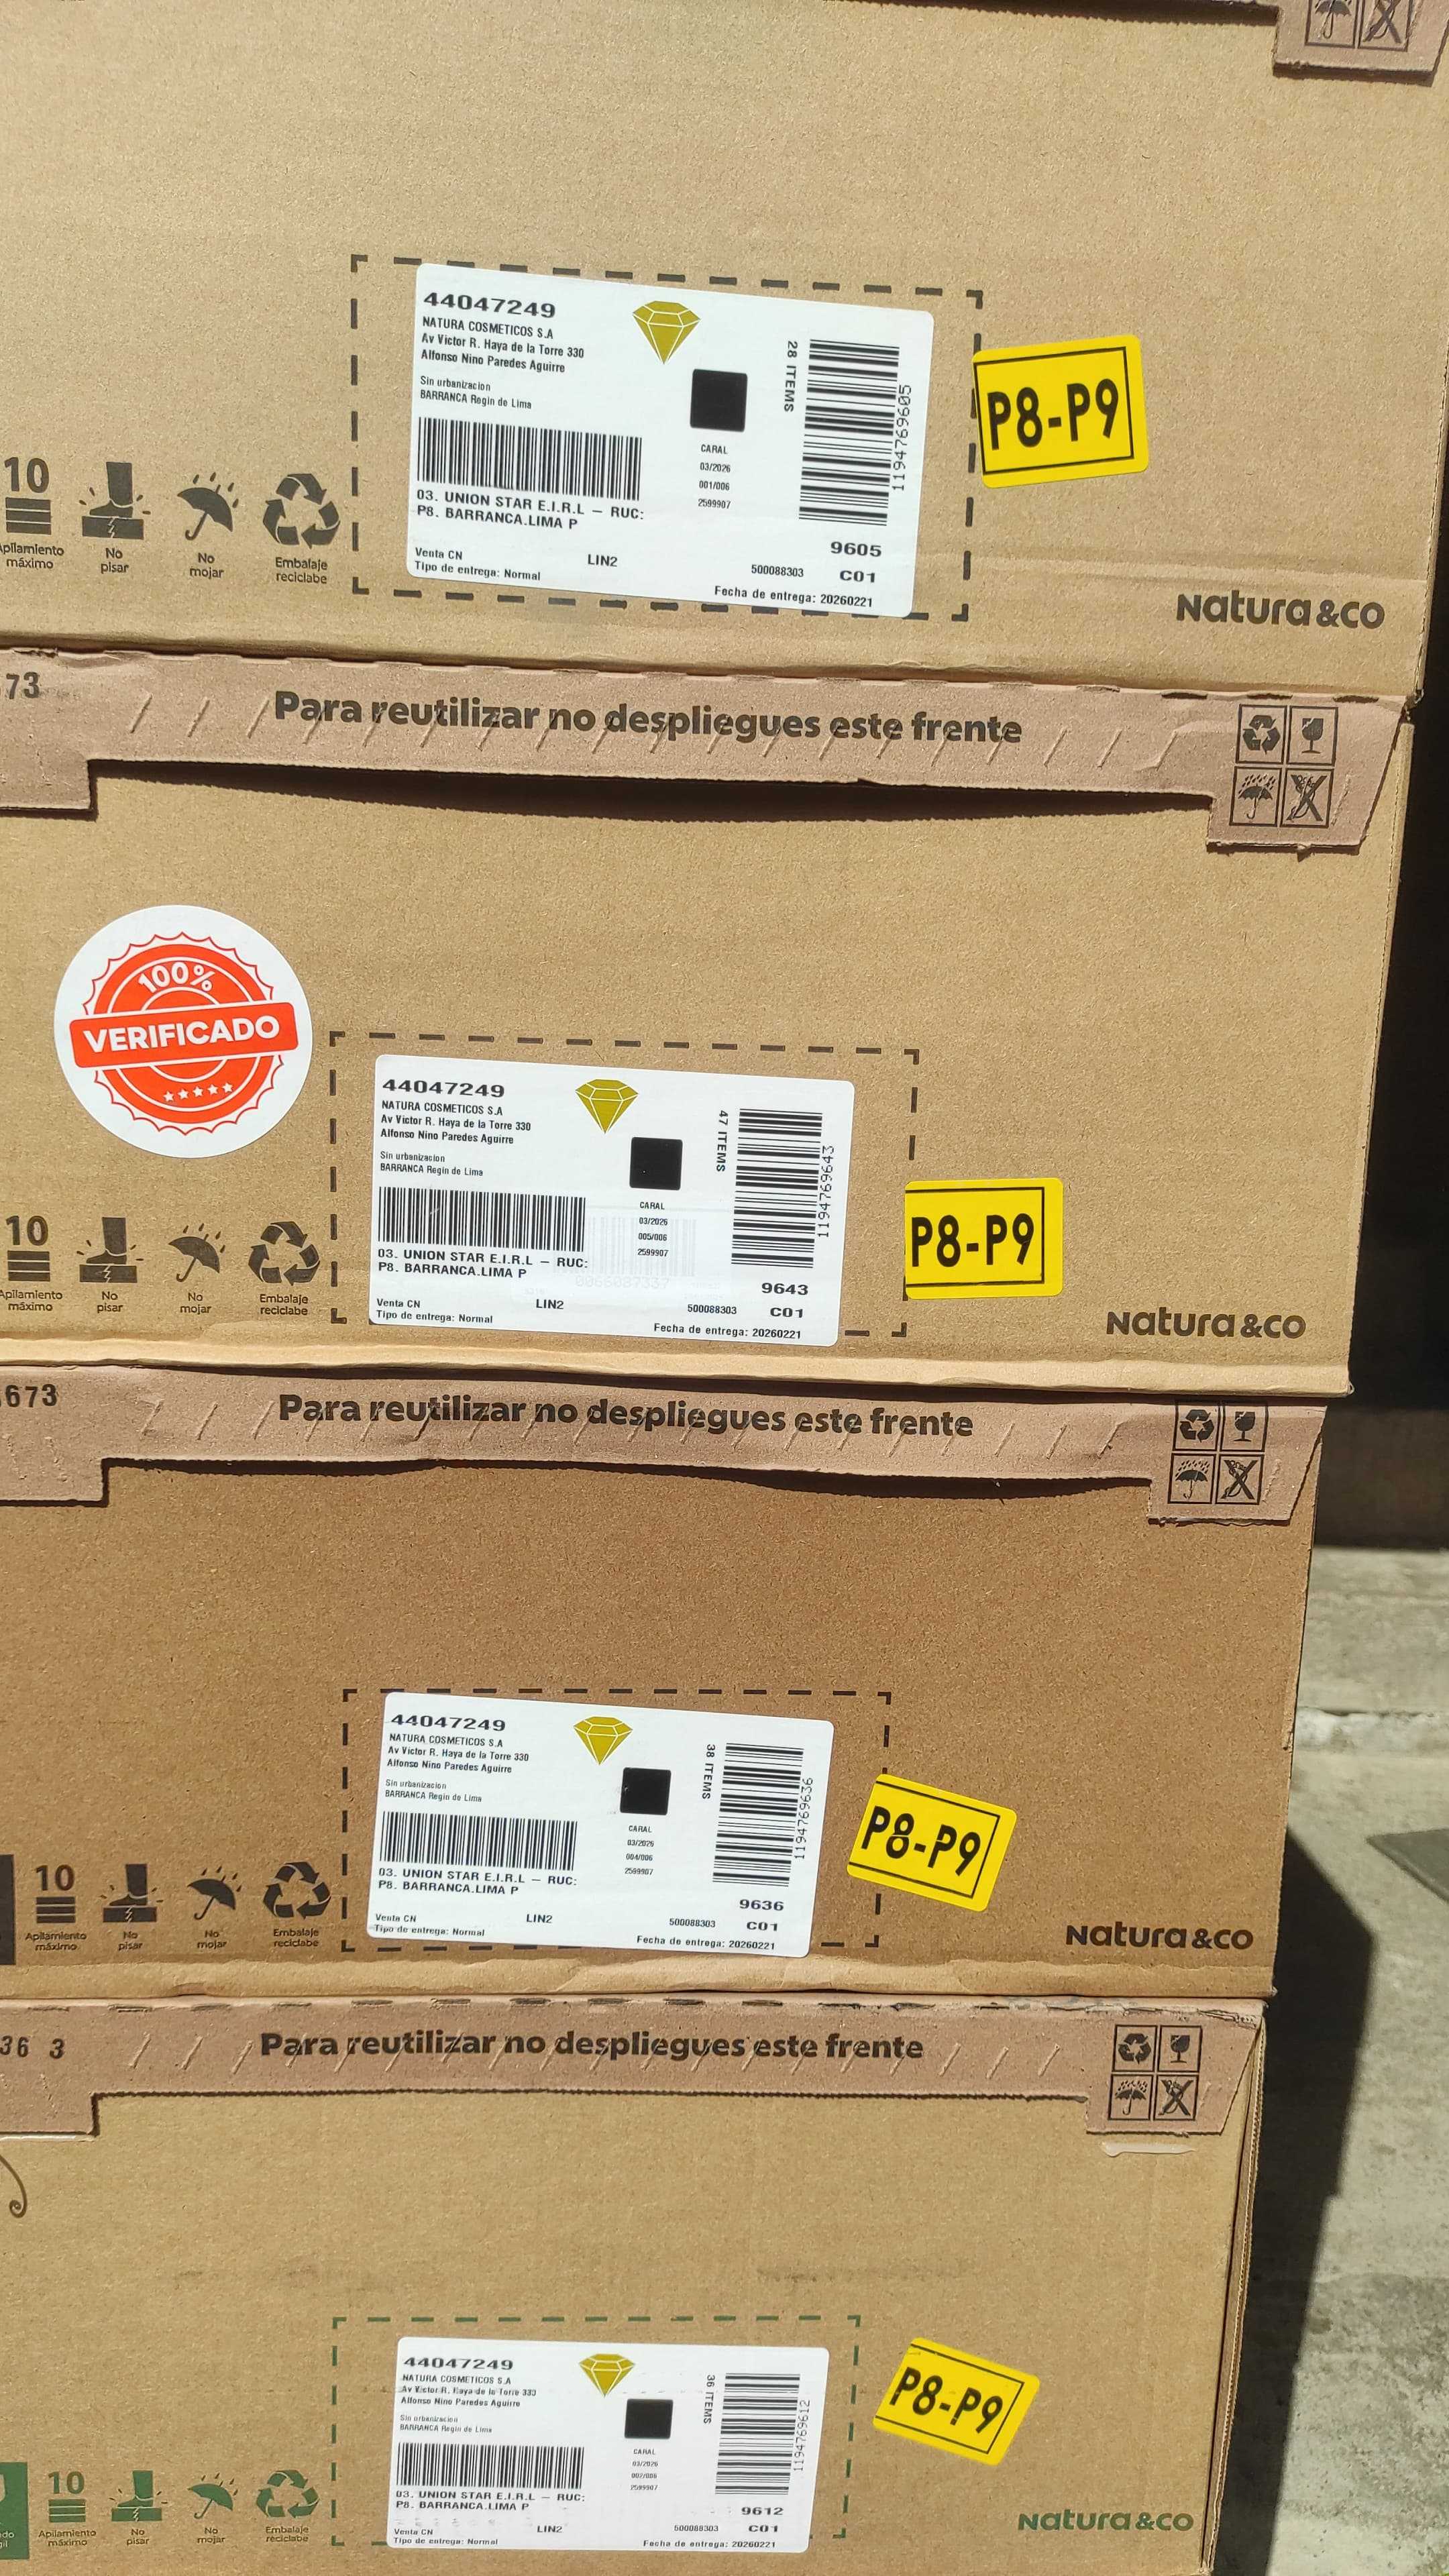 44047249
NATURA COSMETICOS S.A
Av Victor R. Haya de la Torre 330
Alfonso Nino Paredes Aguirre
Sin urbanizacion
BARRANCA Regin de Lima
28 ITEMS
1194769605
CARAL
03/2026
001/006
2599907
03. UNION STAR E.I.R.L – RUC:
P8. BARRANCA.LIMA P
9605
Venta CN
LIN2
500088303
C01
Tipo de entrega: Normal
Fecha de entrega: 20260221
P8-P9
10
Apilamiento
máximo
No
pisar
No
mojar
Embalaje
reciclabe
Natura&co
73
Para reutilizar no despliegues este frente
100%
VERIFICADO
44047249
NATURA COSMETICOS S.A
Av Victor R. Haya de la Torre 330
Alfonso Nino Paredes Aguirre
Sin urbanizacion
BARRANCA Regin de Lima
47 ITEMS
1194769643
CARAL
03/2026
005/006
2599907
03. UNION STAR E.I.R.L – RUC:
P8. BARRANCA.LIMA P
9643
Venta CN
LIN2
500088303
C01
Tipo de entrega: Normal
Fecha de entrega: 20260221
P8-P9
10
Apilamiento
máximo
No
pisar
No
mojar
Embalaje
reciclabe
Natura&co
673
Para reutilizar no despliegues este frente
44047249
NATURA COSMETICOS S.A
Av Victor R. Haya de la Torre 330
Alfonso Nino Paredes Aguirre
Sin urbanizacion
BARRANCA Regin de Lima
38 ITEMS
1194769636
CARAL
03/2026
004/006
2599907
03. UNION STAR E.I.R.L – RUC:
P8. BARRANCA.LIMA P
9636
Venta CN
LIN2
500088303
C01
Tipo de entrega: Normal
Fecha de entrega: 20260221
P8-P9
10
Apilamiento
máximo
No
pisar
No
mojar
Embalaje
reciclabe
Natura&co
36 3
Para reutilizar no despliegues este frente
44047249
NATURA COSMETICOS S.A
Av Victor R. Haya de la Torre 330
Alfonso Nino Paredes Aguirre
Sin urbanizacion
BARRANCA Regin de Lima
36 ITEMS
1194769612
CARAL
03/2026
002/006
2599907
03. UNION STAR E.I.R.L – RUC:
P8. BARRANCA.LIMA P
9612
Venta CN
LIN2
500088303
C01
Tipo de entrega: Normal
Fecha de entrega: 20260221
P8-P9
10
Apilamiento
máximo
No
pisar
No
mojar
Embalaje
reciclabe
Natura&co